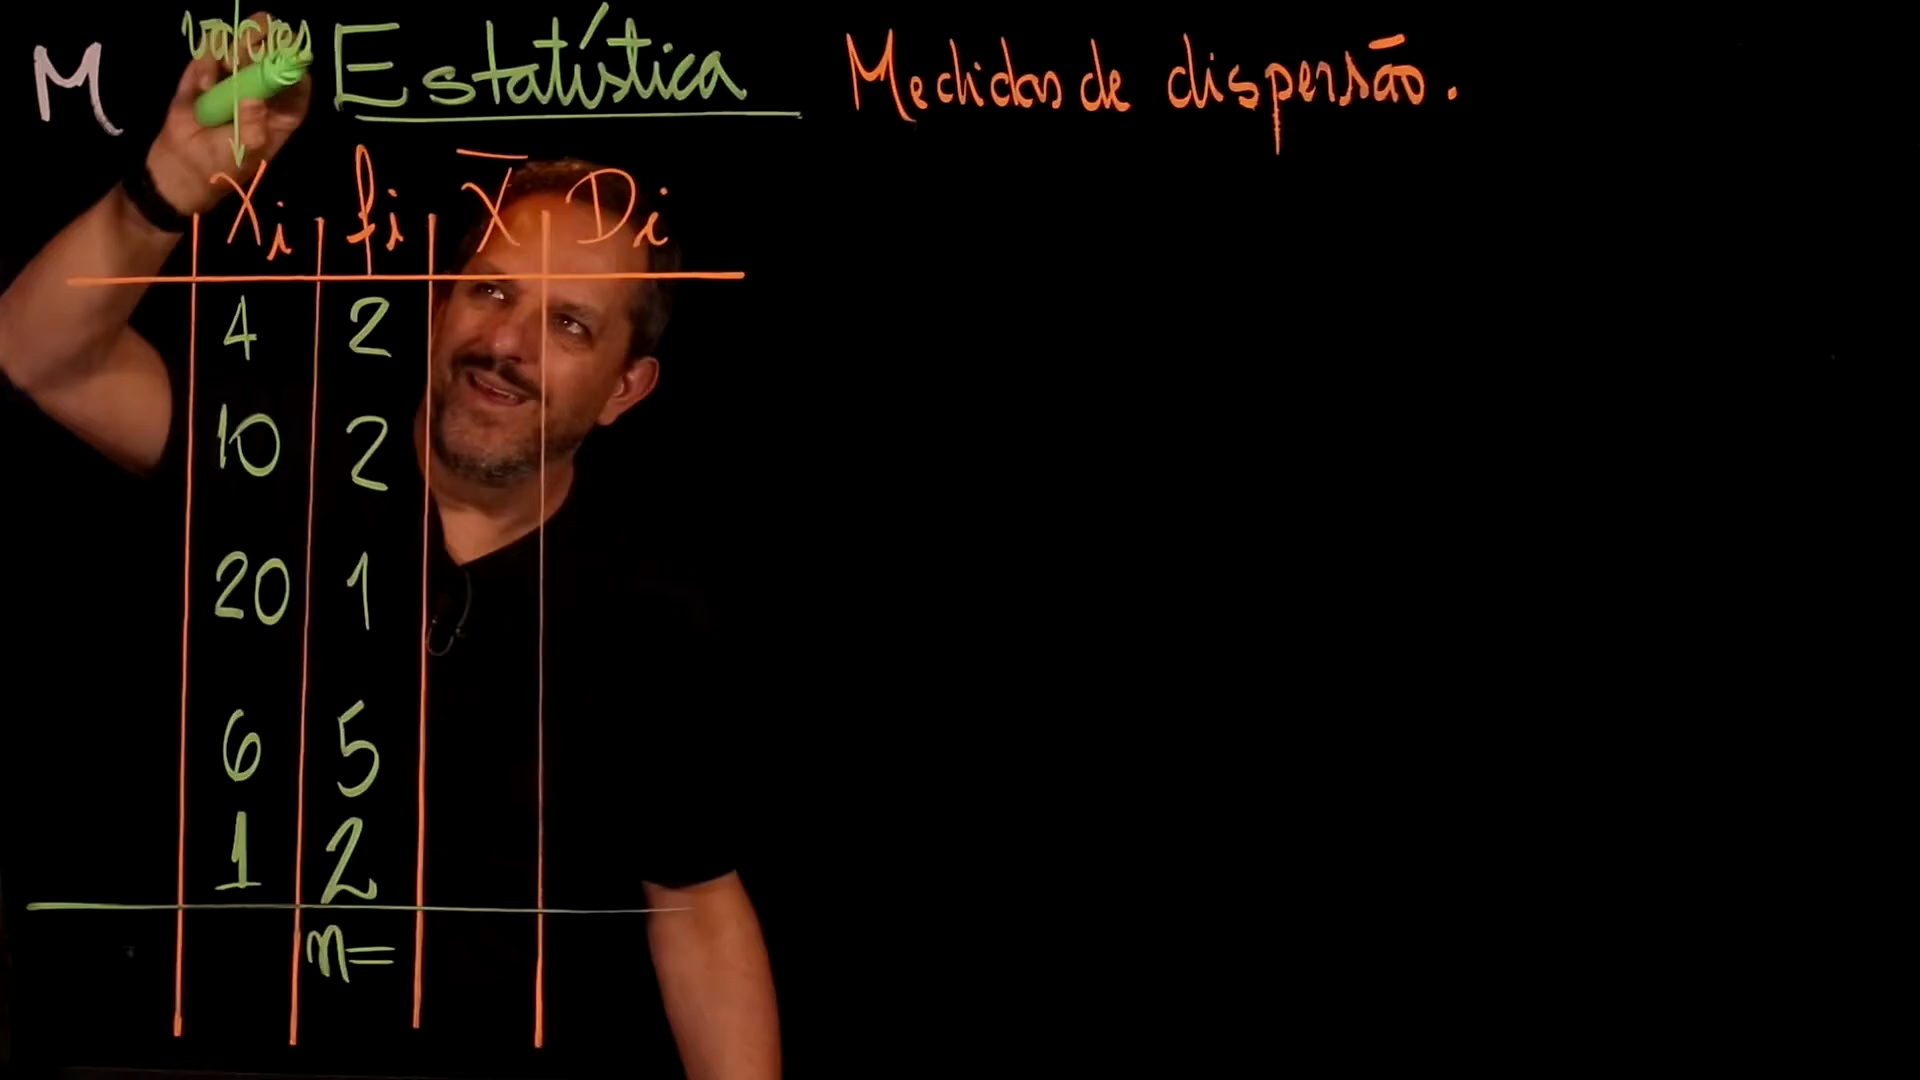 M valores Estatística Medidas de dispersão.
Xi fi X̄ Di
4 2
10 2
20 1
6 5
1 2
n=